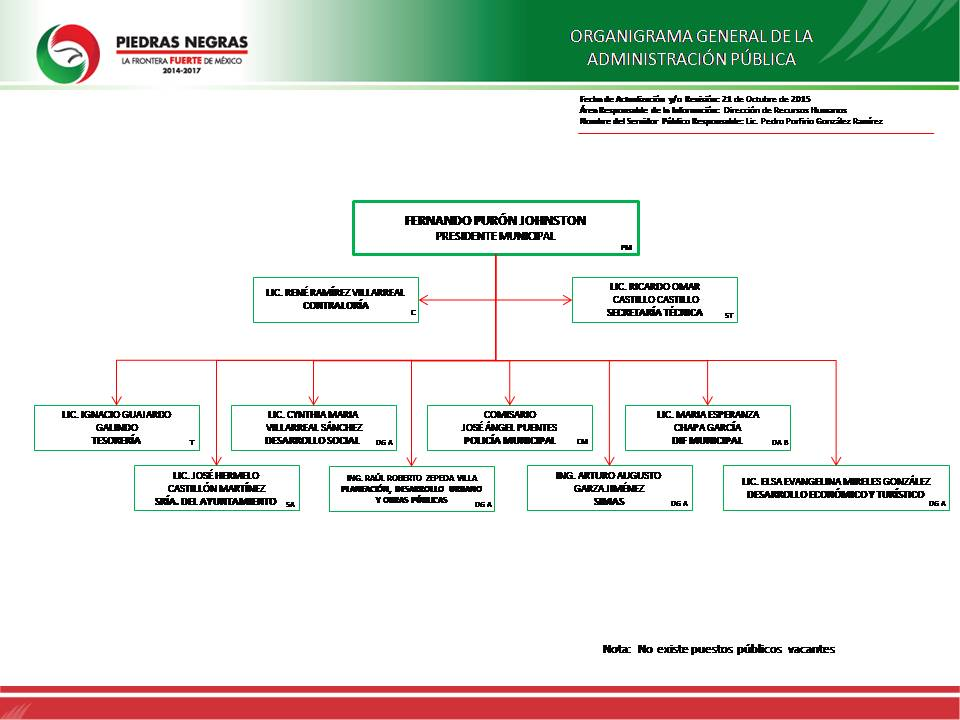 PIEDRAS NEGRAS
LA FRONTERA FUERTE DE MÉXICO
2014-2017
ORGANIGRAMA GENERAL DE LA
ADMINISTRACIÓN PÚBLICA
Fecha de Actualización y/o Revisión: 21 de Octubre de 2015
Área Responsable de la Información: Dirección de Recursos Humanos
Nombre del Servidor Público Responsable: Lic. Pedro Porfirio González Ramírez
FERNANDO PURÓN JOHNSTON
PRESIDENTE MUNICIPAL
PM
LIC. RENÉ RAMÍREZ VILLARREAL
CONTRALORÍA
C
LIC. RICARDO OMAR
CASTILLO CASTILLO
SECRETARÍA TÉCNICA
ST
LIC. IGNACIO GUAJARDO
GALINDO
TESORERÍA
T
LIC. CYNTHIA MARIA
VILLARREAL SÁNCHEZ
DESARROLLO SOCIAL
DG A
COMISARIO
JOSÉ ÁNGEL PUENTES
POLICÍA MUNICIPAL
CM
LIC. MARIA ESPERANZA
CHAPA GARCÍA
DIF MUNICIPAL
DA B
LIC. JOSÉ HERMELO
CASTILLÓN MARTÍNEZ
SRÍA. DEL AYUNTAMIENTO
SA
ING. RAÚL ROBERTO ZEPEDA VILLA
PLANEACIÓN, DESARROLLO URBANO
Y OBRAS PÚBLICAS
DG A
ING. ARTURO AUGUSTO
GARZA JIMÉNEZ
SIMAS
DG A
LIC. ELSA EVANGELINA MIRELES GONZÁLEZ
DESARROLLO ECONÓMICO Y TURÍSTICO
DG A
Nota: No existe puestos públicos vacantes